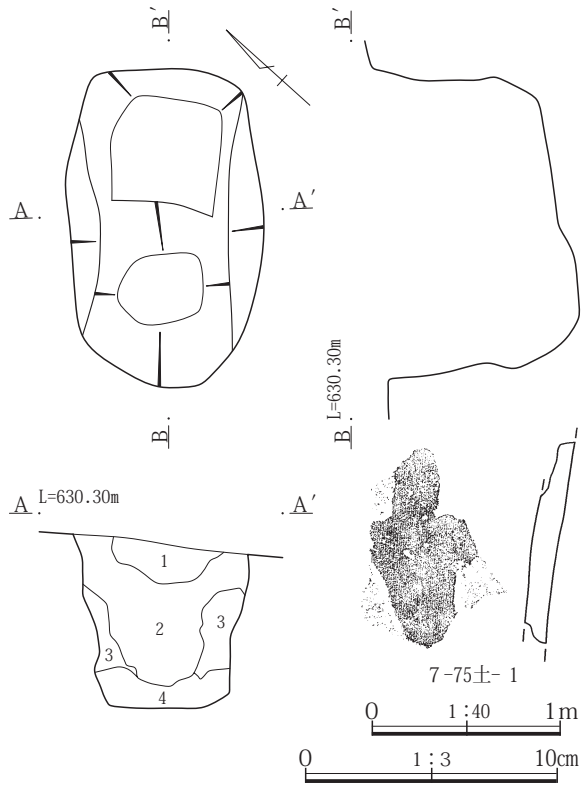 B′
B′
A
A′
B
L=630.30m
B
A L=630.30m A′
1
2
3
3
4
7-75土-1
0 1:40 1m
0 1:3 10cm